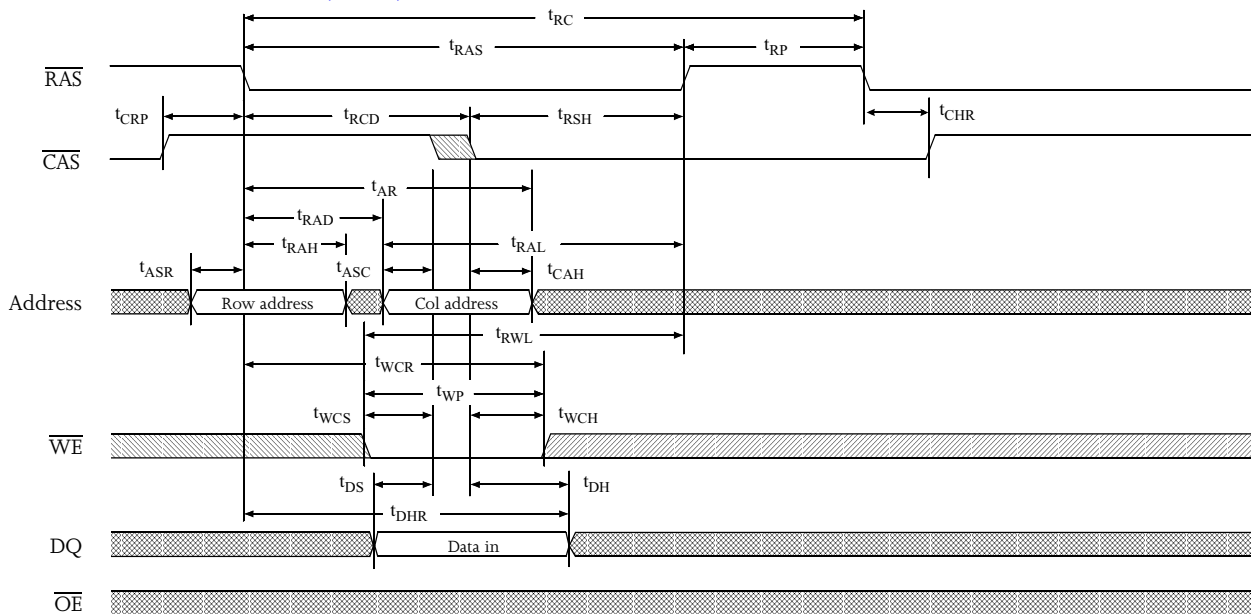 tRC
tRAS tRP
RAS
tCRP tRCD tRSH tCHR
CAS
tAR
tRAD
tRAH tRAL
tASR tASC tCAH
Address Row address Col address
tRWL
tWCR
tWP
tWCS tWCH
WE
tDS tDH
tDHR
DQ Data in
OE